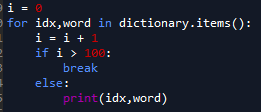 i = 0
for idx,word in dictionary.items():
    i = i + 1
    if i > 100:
        break
    else:
        print(idx,word)